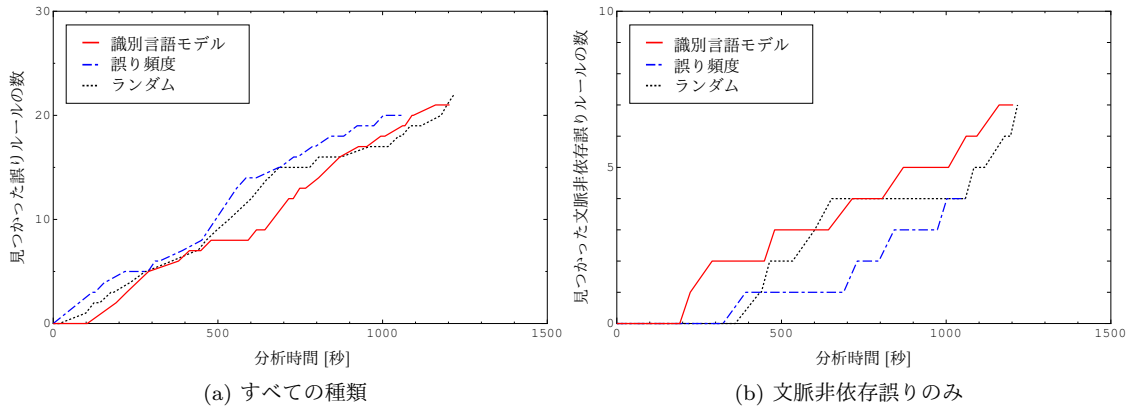 30
20
10
0
0
500
1000
1500
見つかった誤りルールの数
識別言語モデル
誤り頻度
ランダム
分析時間 [秒]
(a) すべての種類
10
5
0
0
500
1000
1500
見つかった文脈非依存誤りルールの数
識別言語モデル
誤り頻度
ランダム
分析時間 [秒]
(b) 文脈非依存誤りのみ